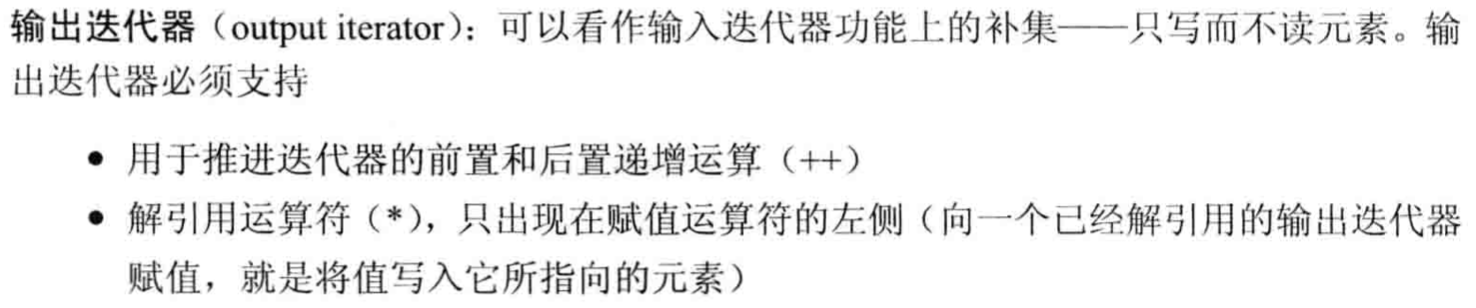 输出迭代器（output iterator）：可以看作输入迭代器功能上的补集——只写而不读元素。输
出迭代器必须支持
• 用于推进迭代器的前置和后置递增运算（++）
• 解引用运算符（*），只出现在赋值运算符的左侧（向一个已经解引用的输出迭代器
赋值，就是将值写入它所指向的元素）